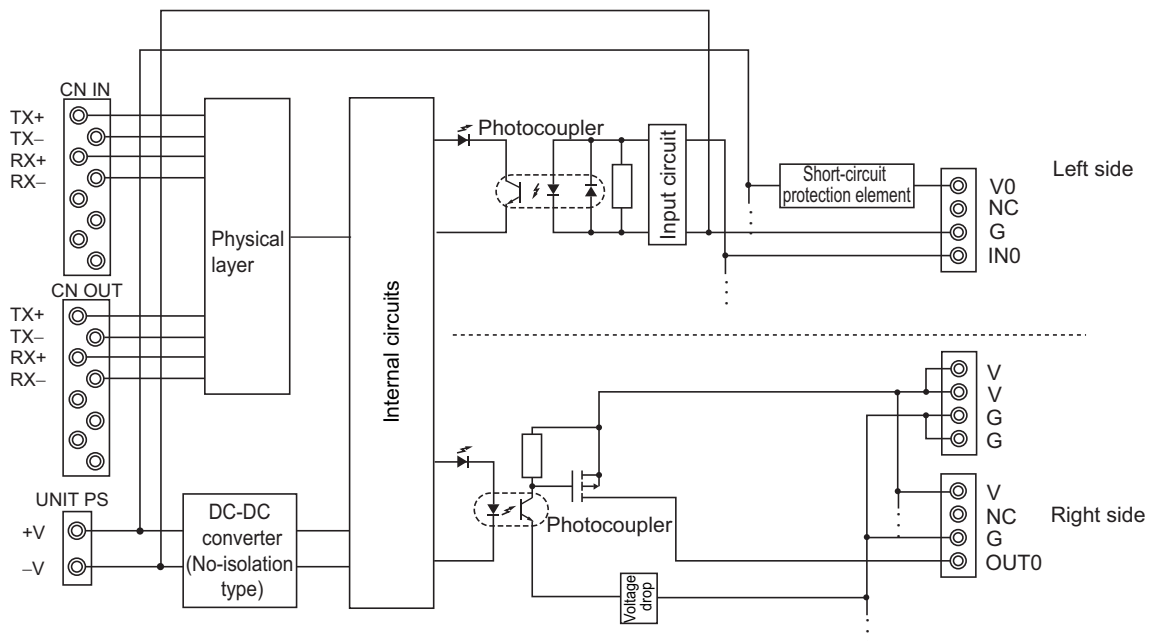 CN IN
TX+
TX−
RX+
RX−
CN OUT
TX+
TX−
RX+
RX−
UNIT PS
+V
−V
Physical
layer
DC-DC
converter
(No-isolation
type)
Internal circuits
Photocoupler
Input circuit
Short-circuit
protection element
V0
NC
G
IN0
Left side
V
V
G
G
Photocoupler
Voltage
drop
V
NC
G
OUT0
Right side